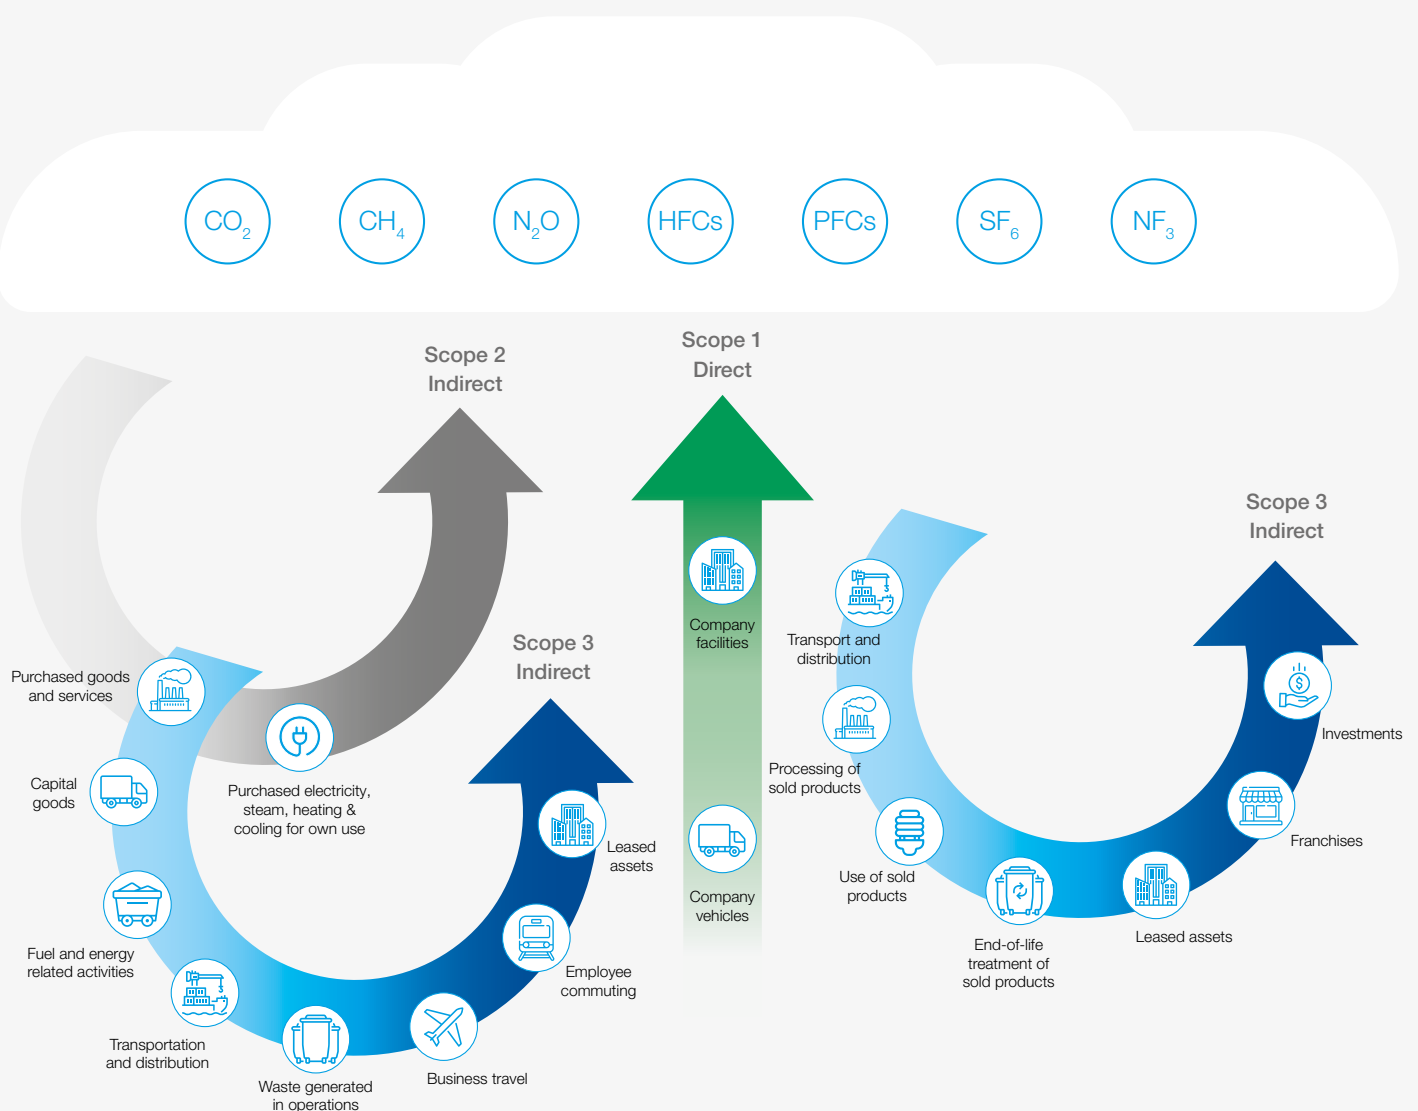 CO₂
CH₄
N₂O
HFCs
PFCs
SF₆
NF₃
Scope 2
Indirect
Scope 1
Direct
Scope 3
Indirect
Scope 3
Indirect
Purchased goods
and services
Capital
goods
Fuel and energy
related activities
Transportation
and distribution
Waste generated
in operations
Business travel
Employee
commuting
Leased
assets
Purchased electricity,
steam, heating &
cooling for own use
Company
facilities
Company
vehicles
Transport and
distribution
Processing of
sold products
Use of sold
products
End-of-life
treatment of
sold products
Leased assets
Franchises
Investments
$